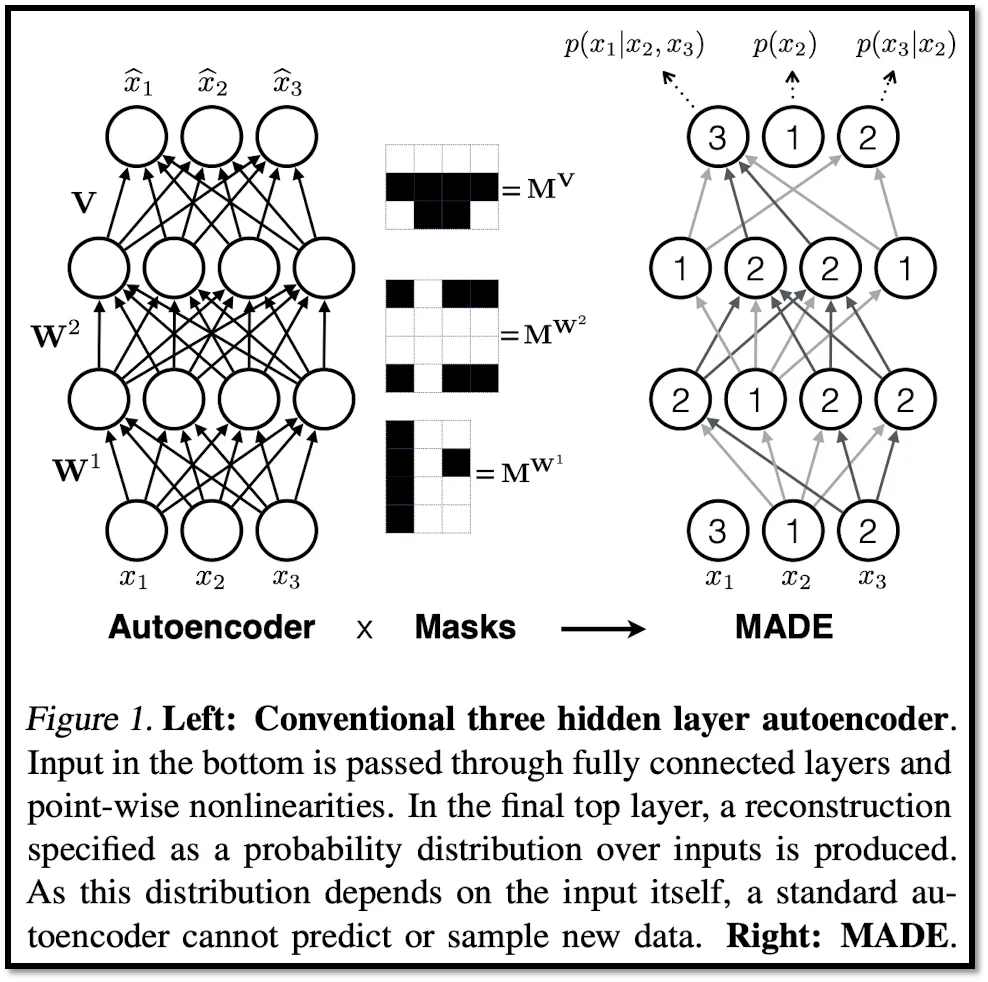 p(x₁|x₂, x₃) p(x₂) p(x₃|x₂)
x̂₁ x̂₂ x̂₃
3 1 2
V
= M^V
1 2 2 1
W²
= M^W²
2 1 2 2
W¹
= M^W¹
3 1 2
x₁ x₂ x₃ x₁ x₂ x₃
Autoencoder x Masks ⟶ MADE
Figure 1. Left: Conventional three hidden layer autoencoder.
Input in the bottom is passed through fully connected layers and
point-wise nonlinearities. In the final top layer, a reconstruction
specified as a probability distribution over inputs is produced.
As this distribution depends on the input itself, a standard au-
toencoder cannot predict or sample new data. Right: MADE.